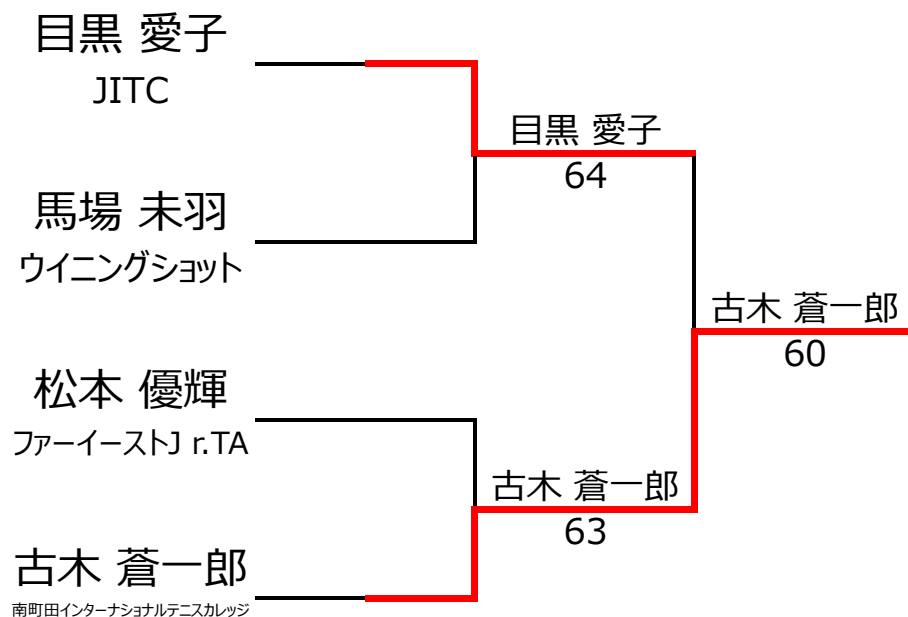 目黒 愛子
JITC
目黒 愛子
64
馬場 未羽
ウイニングショット
古木 蒼一郎
60
松本 優輝
ファーイーストJ r.TA
古木 蒼一郎
63
古木 蒼一郎
南町田インターナショナルテニスカレッジ